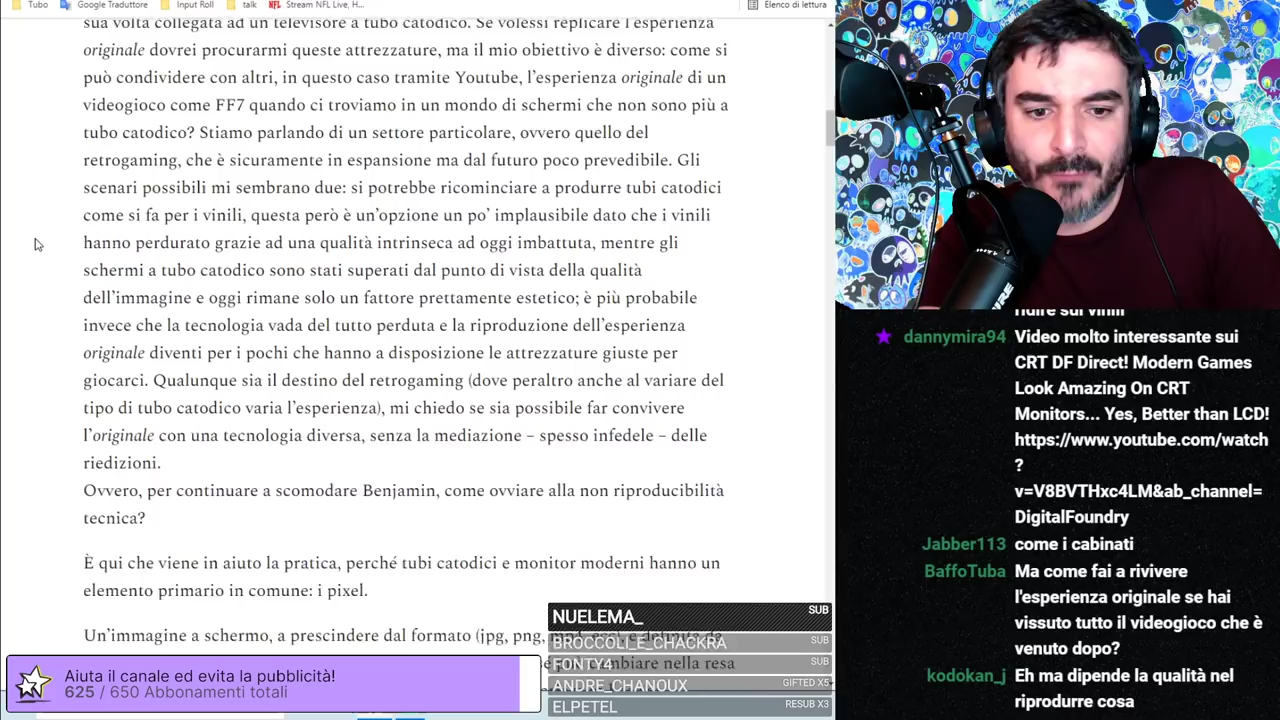 Tubo
Google Traduttore
Input Roll
talk
Stream NFL Live, H...
Elenco di lettura
sua volta collegata ad un televisore a tubo catodico. Se volessi replicare l'esperienza
originale dovrei procurarmi queste attrezzature, ma il mio obiettivo è diverso: come si
può condividere con altri, in questo caso tramite Youtube, l'esperienza originale di un
videogioco come FF7 quando ci troviamo in un mondo di schermi che non sono più a
tubo catodico? Stiamo parlando di un settore particolare, ovvero quello del
retrogaming, che è sicuramente in espansione ma dal futuro poco prevedibile. Gli
scenari possibili mi sembrano due: si potrebbe ricominciare a produrre tubi catodici
come si fa per i vinili, questa però è un'opzione un po' implausibile dato che i vinili
hanno perdurato grazie ad una qualità intrinseca ad oggi imbattuta, mentre gli
schermi a tubo catodico sono stati superati dal punto di vista della qualità
dell'immagine e oggi rimane solo un fattore prettamente estetico; è più probabile
invece che la tecnologia vada del tutto perduta e la riproduzione dell'esperienza
originale diventi per i pochi che hanno a disposizione le attrezzature giuste per
giocarci. Qualunque sia il destino del retrogaming (dove peraltro anche al variare del
tipo di tubo catodico varia l'esperienza), mi chiedo se sia possibile far convivere
l'originale con una tecnologia diversa, senza la mediazione – spesso infedele – delle
riedizioni.
Ovvero, per continuare a scomodare Benjamin, come ovviare alla non riproducibilità
tecnica?
È qui che viene in aiuto la pratica, perché tubi catodici e monitor moderni hanno un
elemento primario in comune: i pixel.
Un'immagine a schermo, a prescindere dal formato (jpg, png,
cambiare nella resa
Aiuta il canale ed evita la pubblicità!
625 / 650 Abbonamenti totali
NUELEMA_ SUB
BROCCOLI_E_CHACKRA SUB
FONTY4 SUB
ANDRE_CHANOUX GIFTED X5
ELPETEL RESUB X3
ridire sui vinili
dannymira94 Video molto interessante sui
CRT DF Direct! Modern Games
Look Amazing On CRT
Monitors... Yes, Better than LCD!
https://www.youtube.com/watch
?
v=V8BVTHxc4LM&ab_channel=
DigitalFoundry
Jabber113 come i cabinati
BaffoTuba Ma come fai a rivivere
l'esperienza originale se hai
vissuto tutto il videogioco che è
venuto dopo?
kodokan_j Eh ma dipende la qualità nel
riprodurre cosa